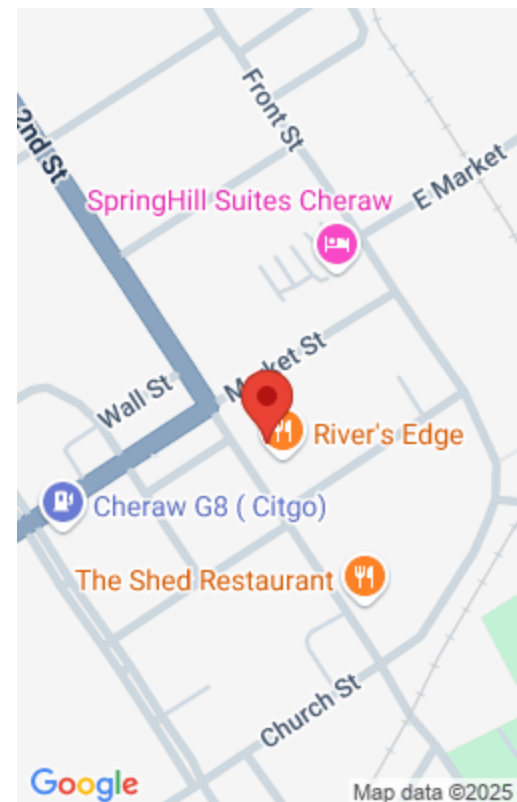 2nd St
Front St
E Market
SpringHill Suites Cheraw
Market St
Wall St
River's Edge
Cheraw G8 ( Citgo)
The Shed Restaurant
Church St
Google
Map data ©2025